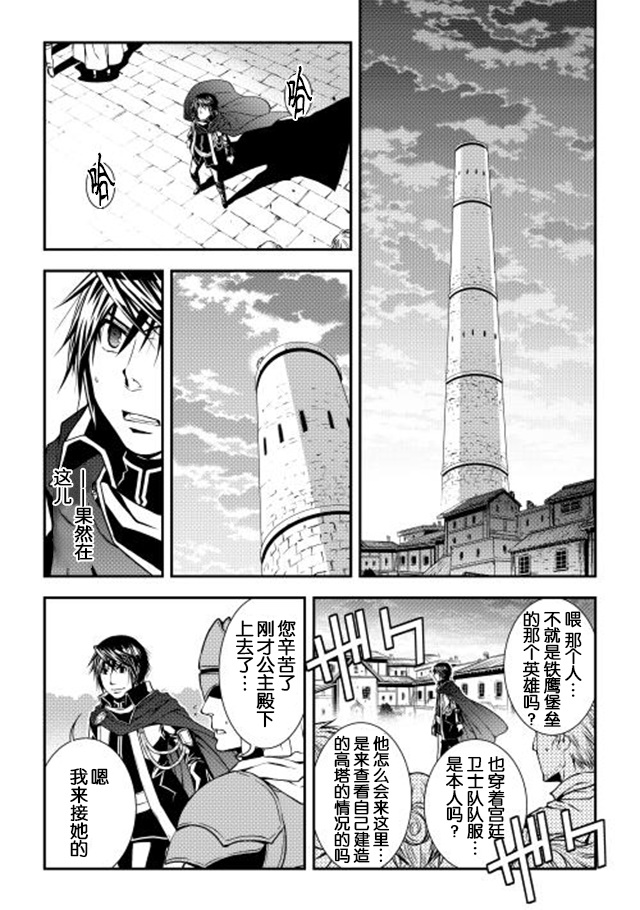 哈
哈
——果然在
这儿
喂 那个人…
不就是铁鹰堡垒
的那个英雄吗？
也穿着宫廷
卫士队队服
是本人吗？
他怎么会来这里…
是来查看自己建造
的高塔的情况的吗
ザワ
ザワ
您辛苦了
刚才公主殿下
上去了…
嗯
我来接她的